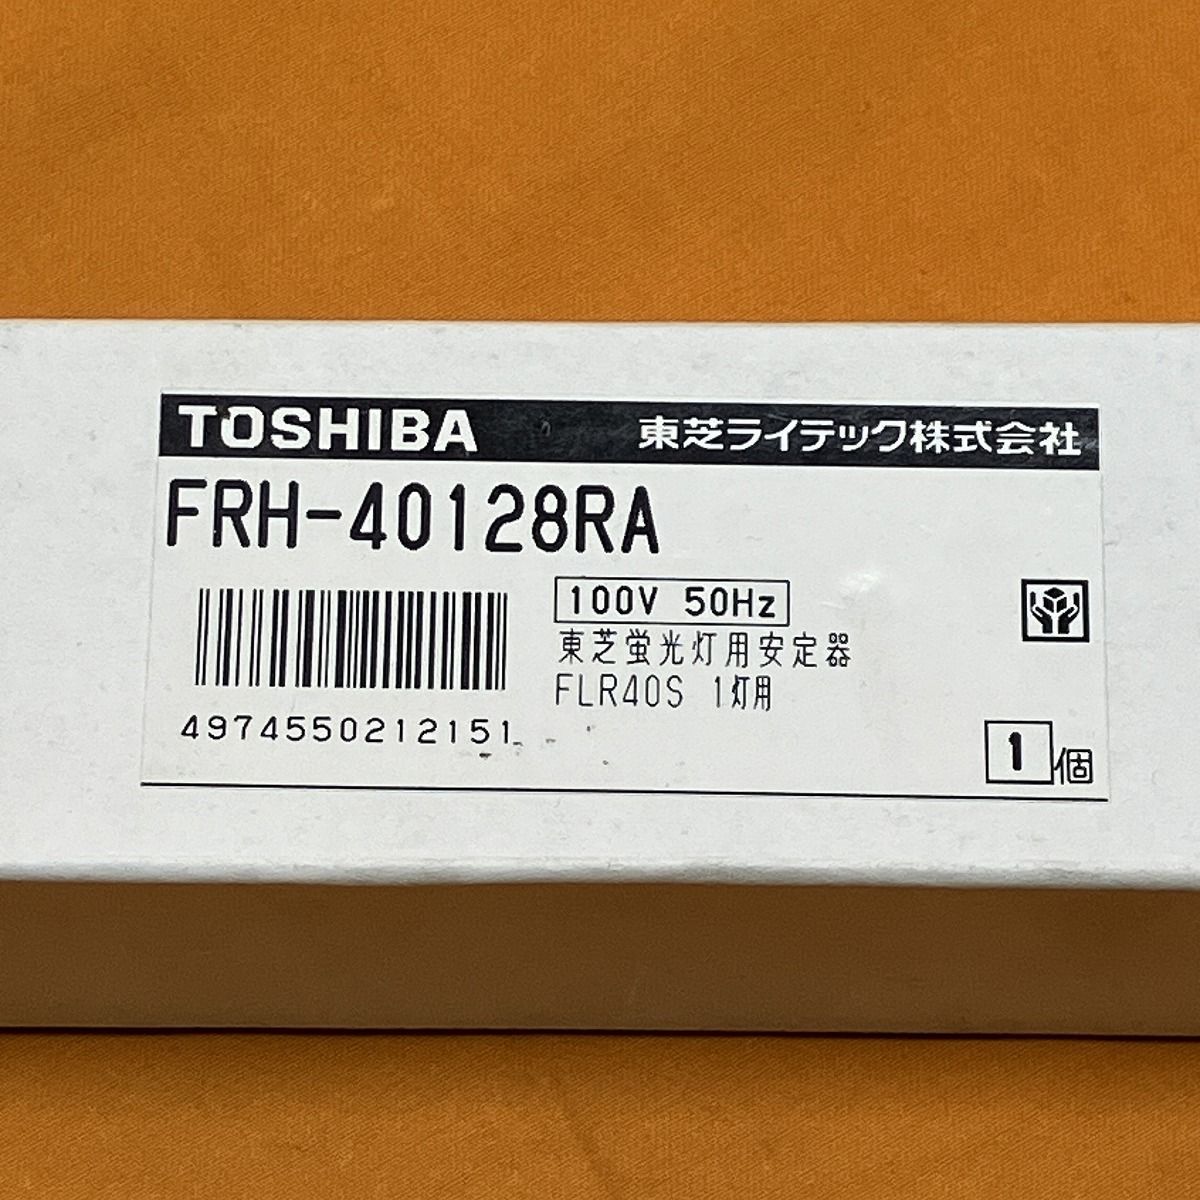 TOSHIBA 東芝ライテック株式会社
FRH-40128RA
100V 50Hz
東芝蛍光灯用安定器
FLR40S 1灯用
4974550212151
1個